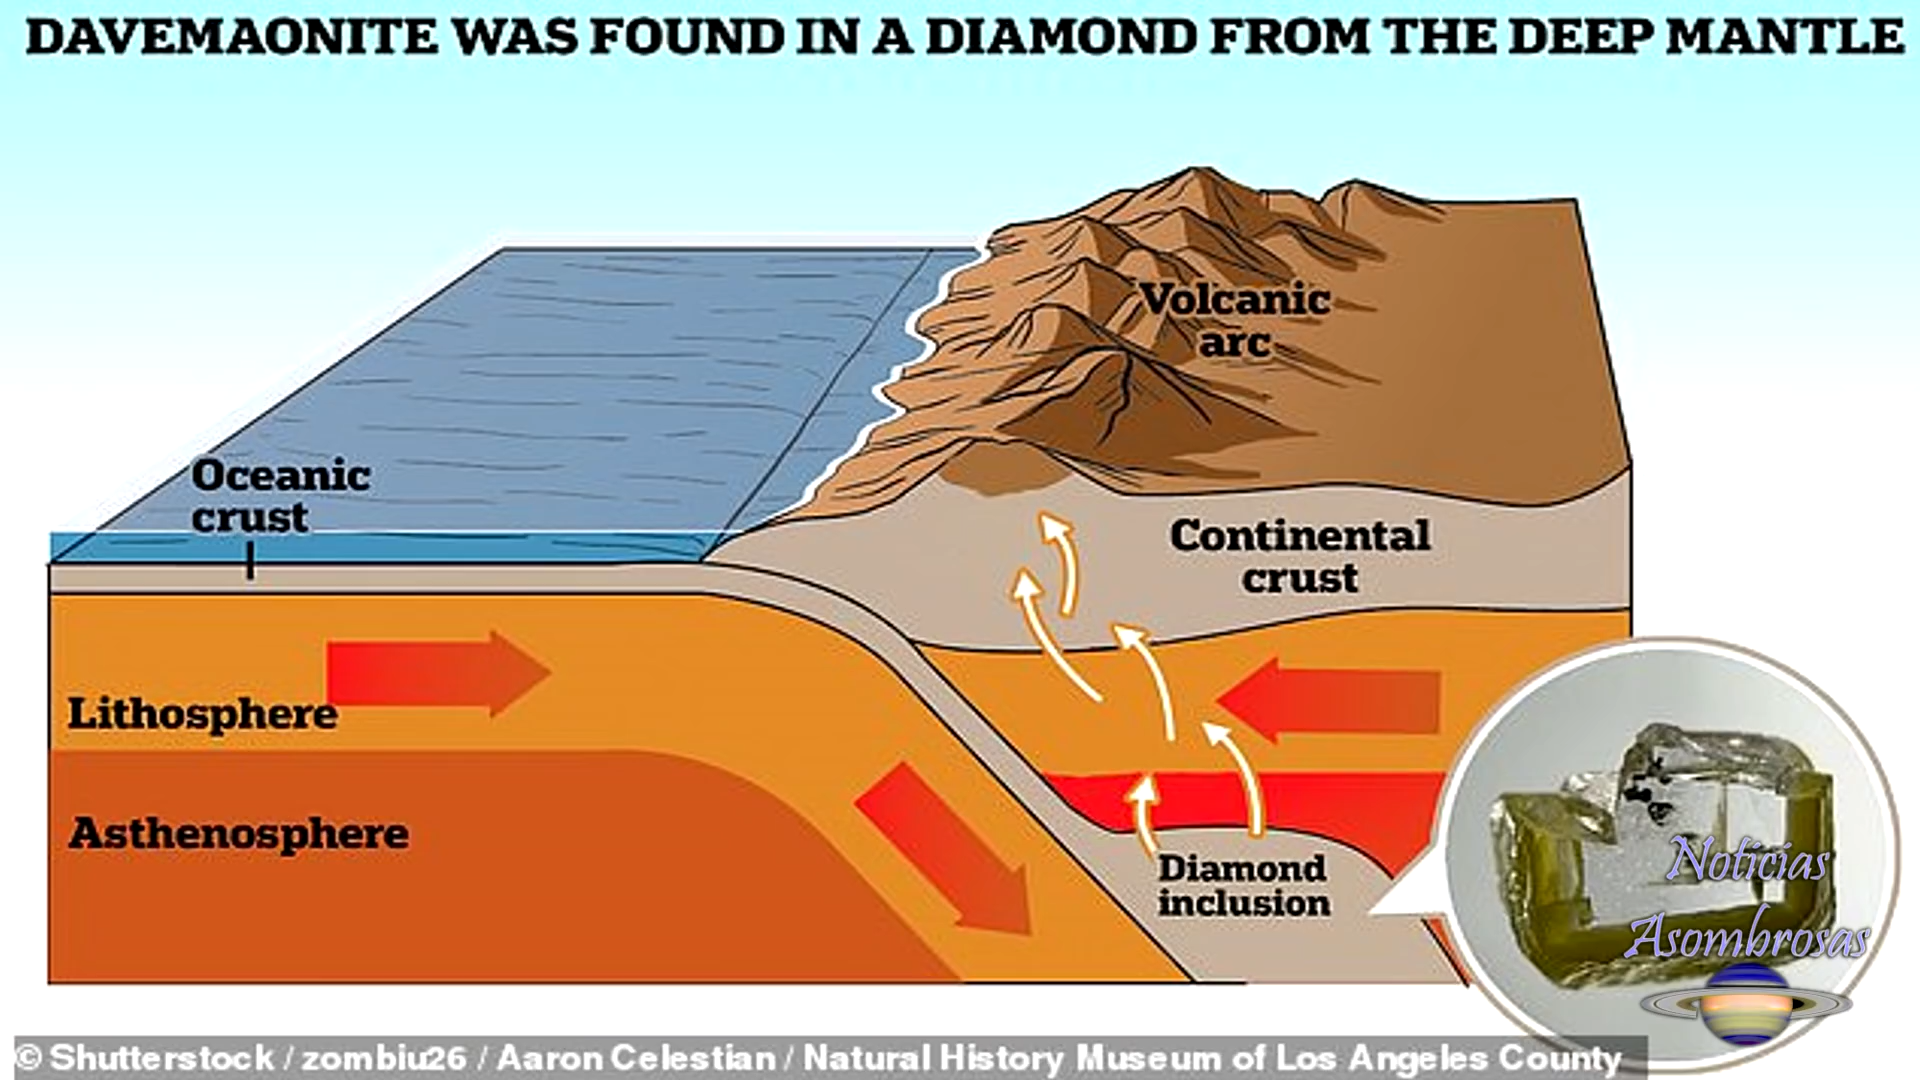 DAVEMAONITE WAS FOUND IN A DIAMOND FROM THE DEEP MANTLE
Volcanic
arc
Oceanic
crust
Continental
crust
Lithosphere
Asthenosphere
Diamond
inclusion
Noticias
Asombrosas
© Shutterstock / zombiu26 / Aaron Celestian / Natural History Museum of Los Angeles County